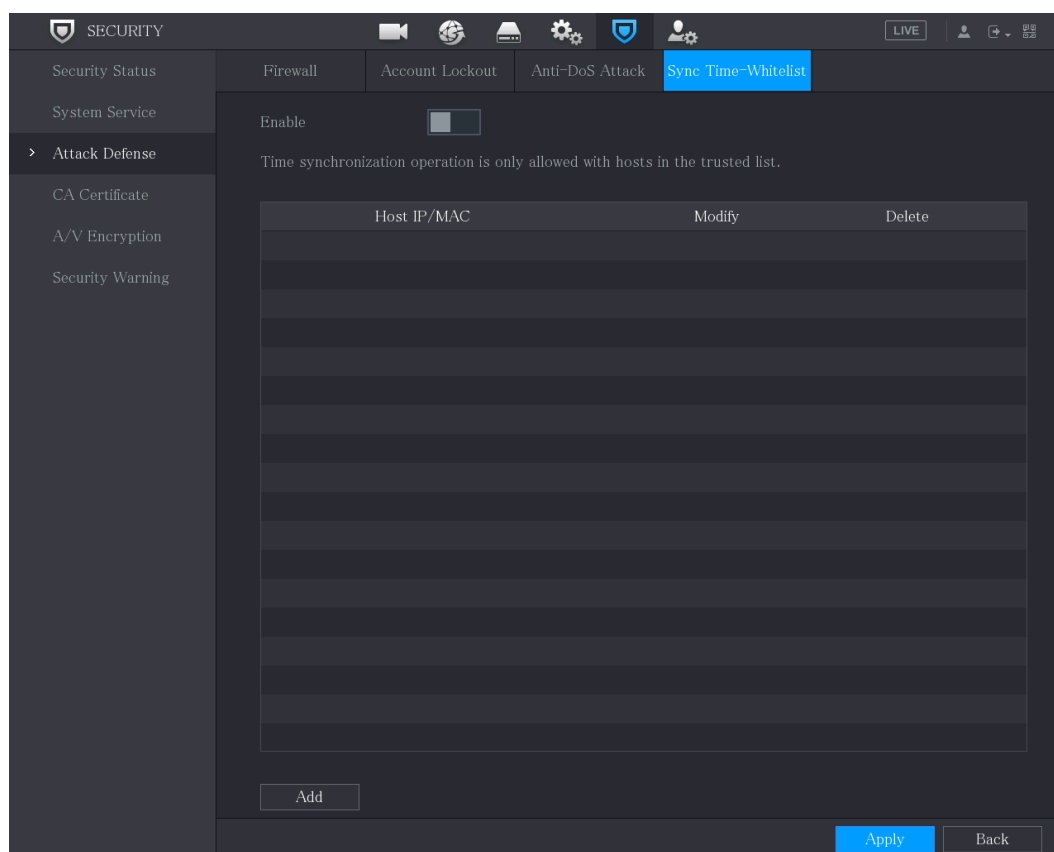 SECURITY
LIVE
Security Status
System Service
Attack Defense
CA Certificate
A/V Encryption
Security Warning
Firewall Account Lockout Anti-DoS Attack Sync Time-Whitelist
Enable
Time synchronization operation is only allowed with hosts in the trusted list.
Host IP/MAC Modify Delete
Add
Apply Back